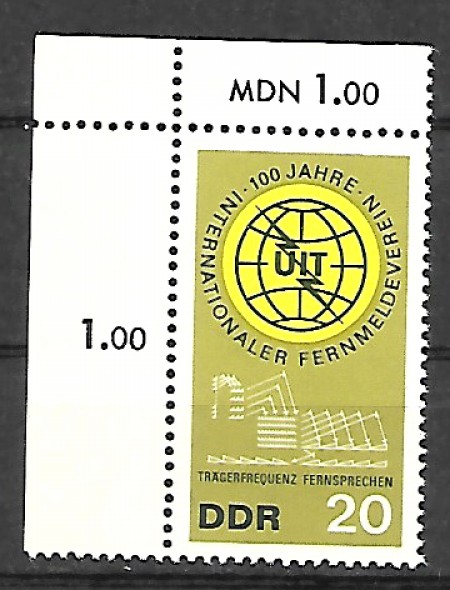 MDN 1.00
1.00
INTERNATIONALER FERNMELDEVEREIN · 100 JAHRE ·
UIT
TRÄGERFREQUENZ FERNSPRECHEN
DDR 20